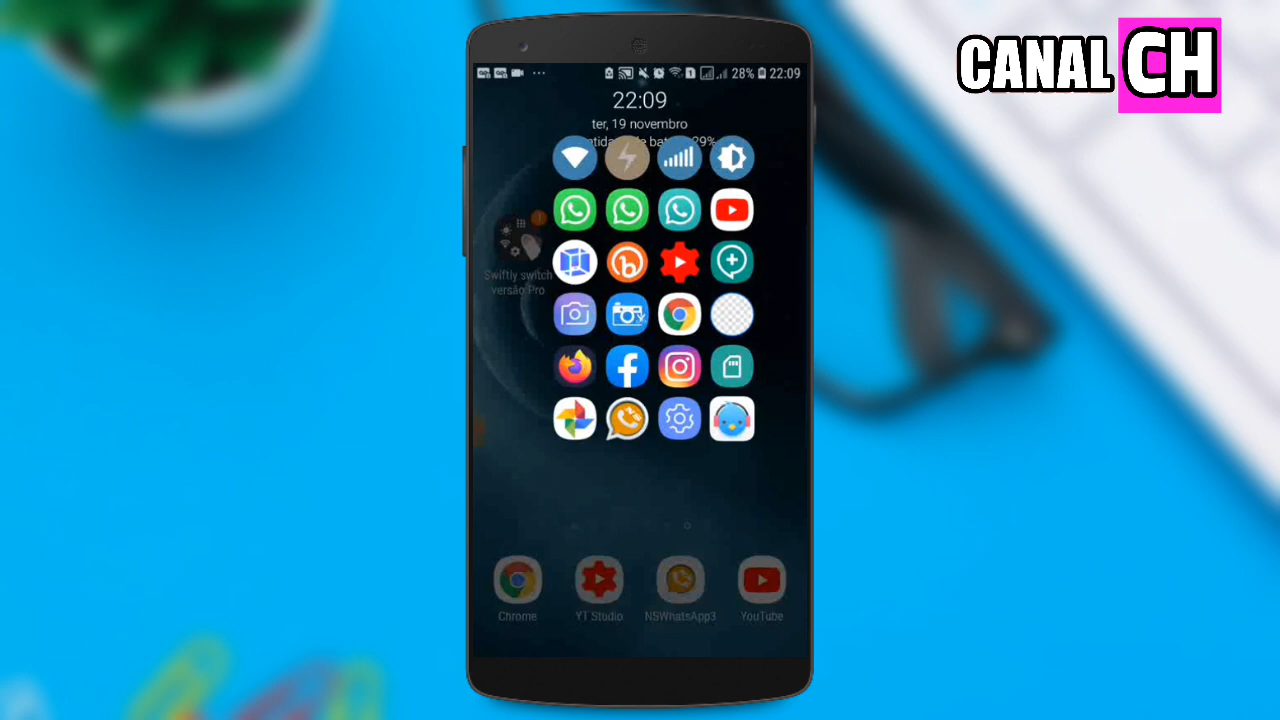 CANAL CH
28% 22:09
22:09
ter, 19 novembro
29%
Swiftly switch
versão Pro
Chrome
YT Studio
NSWhatsApp3
YouTube